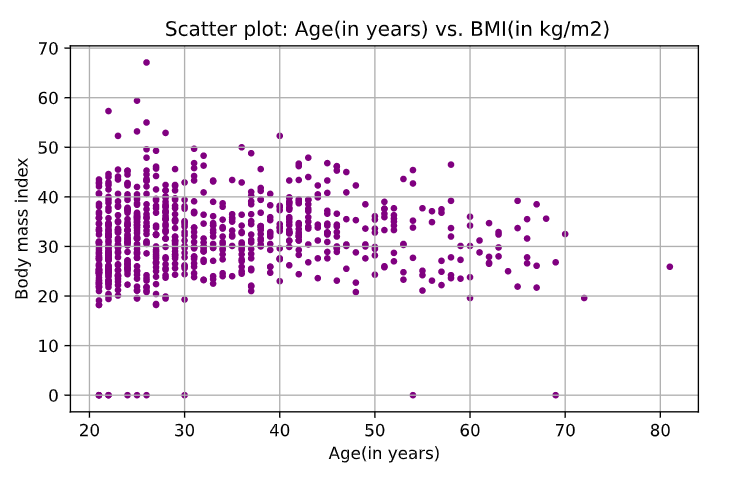 Scatter plot: Age(in years) vs. BMI(in kg/m2)
70
60
50
40
30
20
10
0
Body mass index
20 30 40 50 60 70 80
Age(in years)